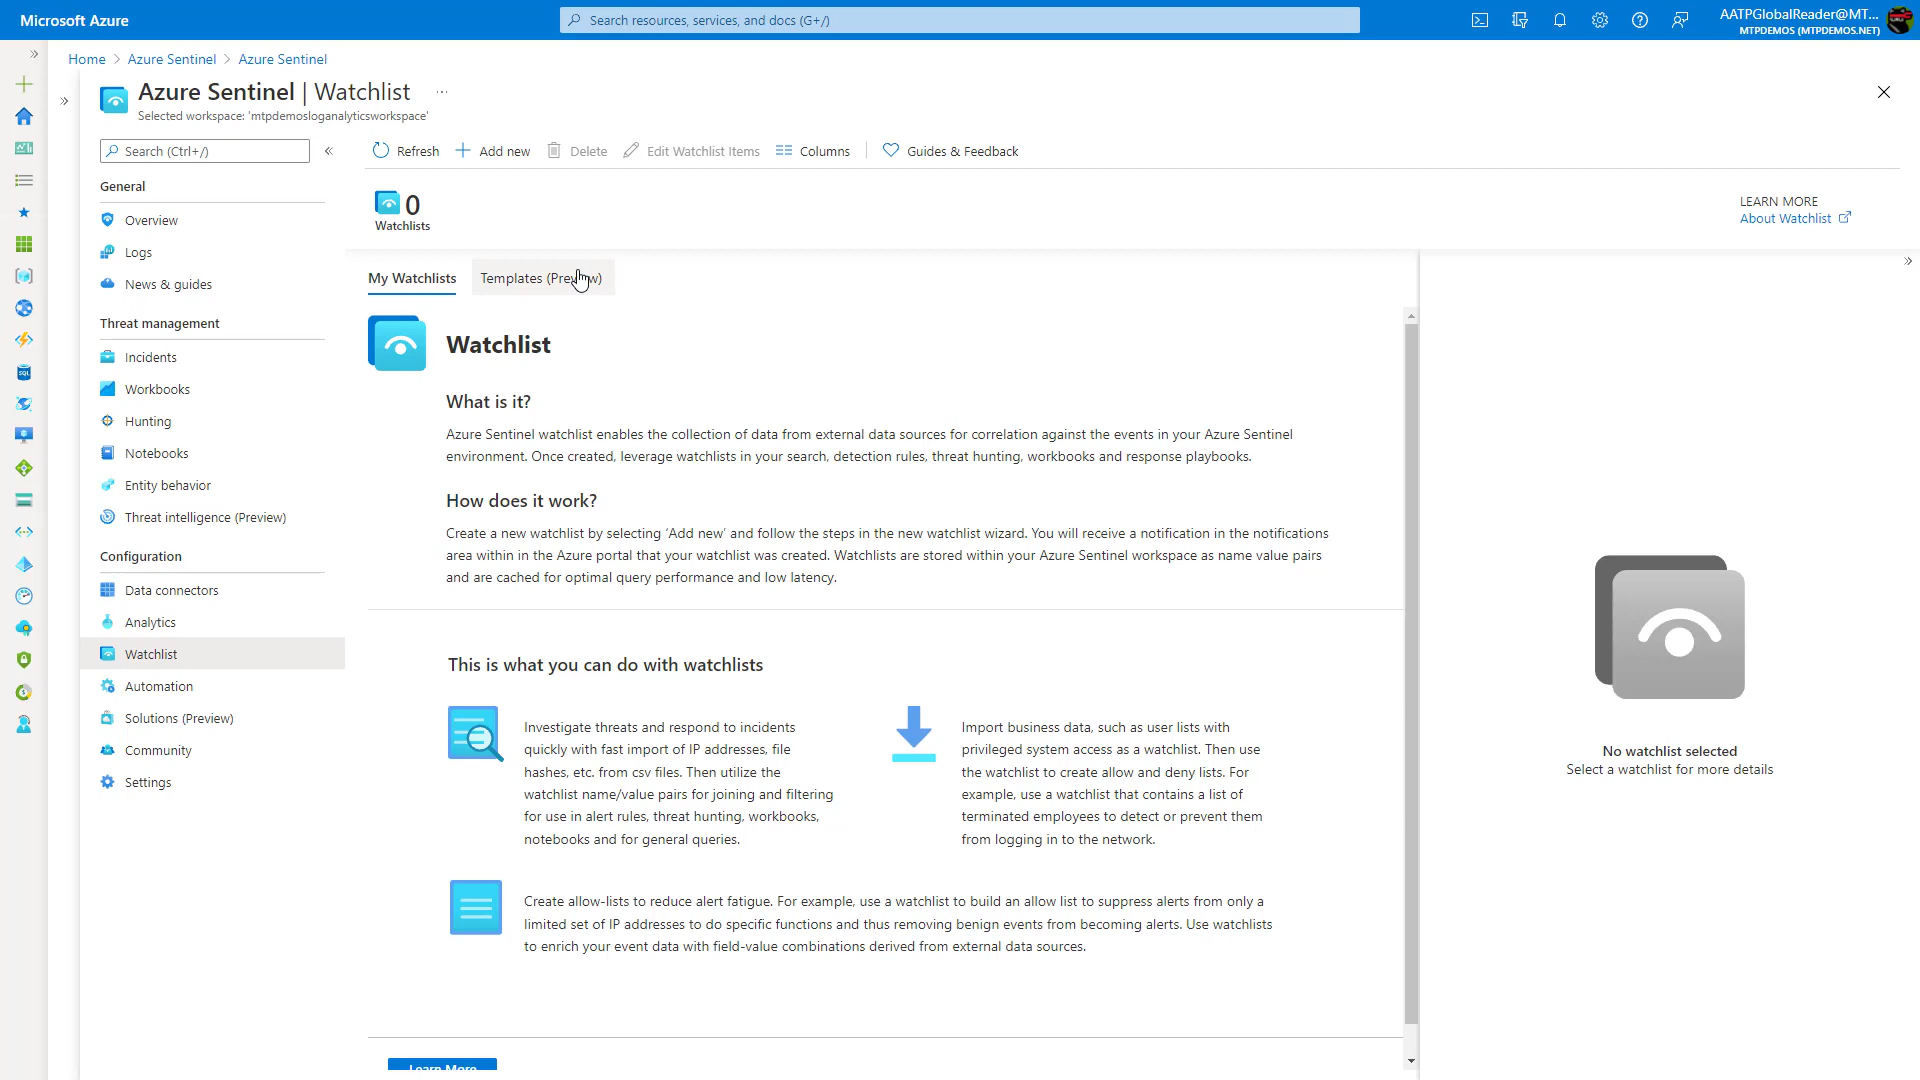 Microsoft Azure
Search resources, services, and docs (G+/)
AATPGlobalReader@MT...
MTPDEMOS (MTPDEMOS.NET)
Home > Azure Sentinel > Azure Sentinel
Azure Sentinel | Watchlist ...
Selected workspace: 'mtpdemosloganalyticsworkspace'
Search (Ctrl+/)
General
Overview
Logs
News & guides
Threat management
Incidents
Workbooks
Hunting
Notebooks
Entity behavior
Threat intelligence (Preview)
Configuration
Data connectors
Analytics
Watchlist
Automation
Solutions (Preview)
Community
Settings
Refresh Add new Delete Edit Watchlist Items Columns Guides & Feedback
0
Watchlists
LEARN MORE
About Watchlist
My Watchlists Templates (Preview)
Watchlist
What is it?
Azure Sentinel watchlist enables the collection of data from external data sources for correlation against the events in your Azure Sentinel
environment. Once created, leverage watchlists in your search, detection rules, threat hunting, workbooks and response playbooks.
How does it work?
Create a new watchlist by selecting ‘Add new’ and follow the steps in the new watchlist wizard. You will receive a notification in the notifications
area within in the Azure portal that your watchlist was created. Watchlists are stored within your Azure Sentinel workspace as name value pairs
and are cached for optimal query performance and low latency.
This is what you can do with watchlists
Investigate threats and respond to incidents
quickly with fast import of IP addresses, file
hashes, etc. from csv files. Then utilize the
watchlist name/value pairs for joining and filtering
for use in alert rules, threat hunting, workbooks,
notebooks and for general queries.
Import business data, such as user lists with
privileged system access as a watchlist. Then use
the watchlist to create allow and deny lists. For
example, use a watchlist that contains a list of
terminated employees to detect or prevent them
from logging in to the network.
Create allow-lists to reduce alert fatigue. For example, use a watchlist to build an allow list to suppress alerts from only a
limited set of IP addresses to do specific functions and thus removing benign events from becoming alerts. Use watchlists
to enrich your event data with field-value combinations derived from external data sources.
Learn More
No watchlist selected
Select a watchlist for more details